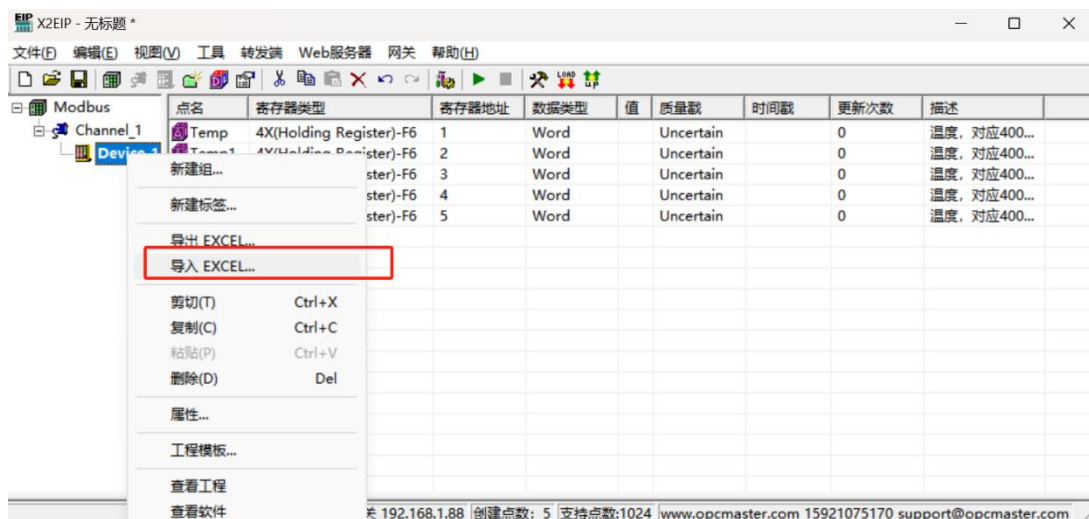 EIP X2EIP - 无标题 *
文件(F) 编辑(E) 视图(V) 工具 转发端 Web服务器 网关 帮助(H)
LOAD UP
Modbus
Channel_1
Device_1
点名 寄存器类型 寄存器地址 数据类型 值 质量戳 时间戳 更新次数 描述
Temp 4X(Holding Register)-F6 1 Word Uncertain 0 温度，对应400...
Temp1 4X(Holding Register)-F6 2 Word Uncertain 0 温度，对应400...
ster)-F6 3 Word Uncertain 0 温度，对应400...
ster)-F6 4 Word Uncertain 0 温度，对应400...
ster)-F6 5 Word Uncertain 0 温度，对应400...
新建组...
新建标签...
导出 EXCEL...
导入 EXCEL...
剪切(T) Ctrl+X
复制(C) Ctrl+C
粘贴(P) Ctrl+V
删除(D) Del
属性...
工程模板...
查看工程
查看软件
关 192.168.1.88 创建点数: 5 支持点数:1024 www.opcmaster.com 15921075170 support@opcmaster.com